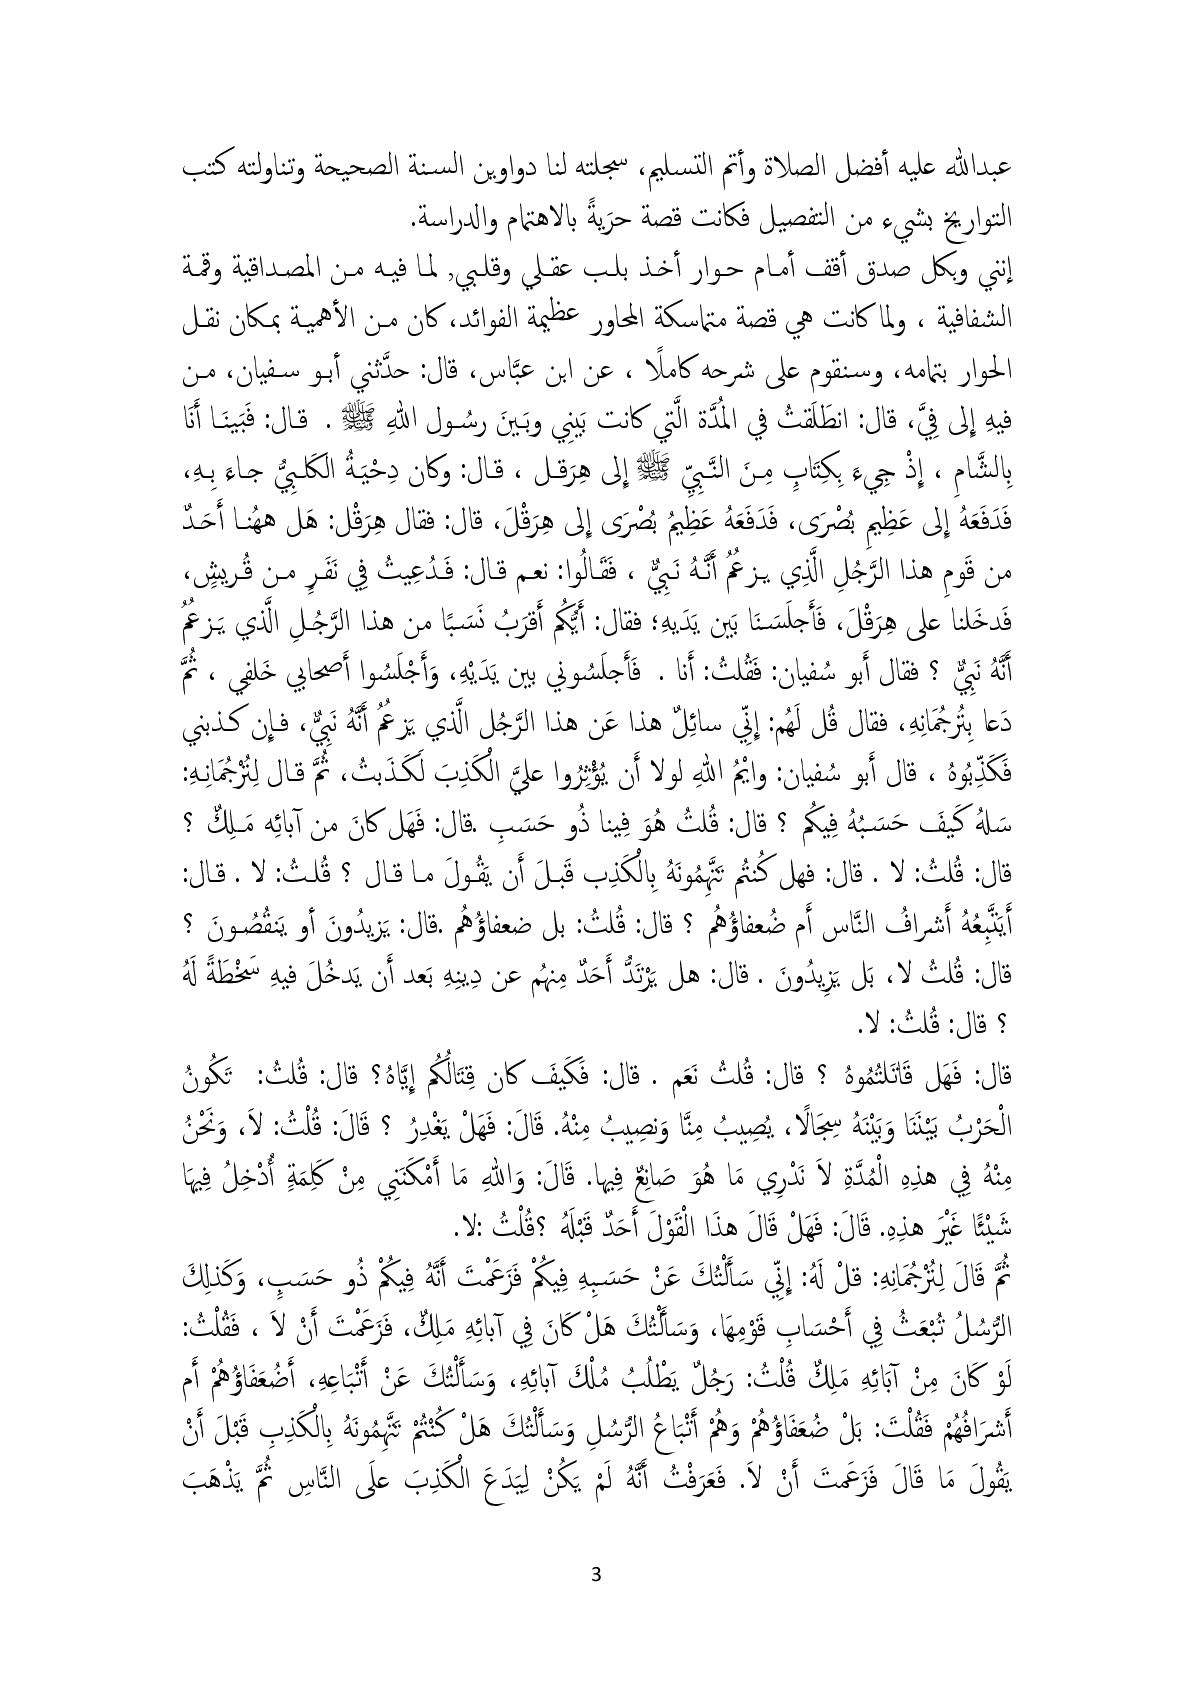 عبدالله عليه أفضل الصلاة وأتم التسليم، سجلته لنا دواوين السنة الصحيحة وتناولته كتب
التواريخ بشيء من التفصيل فكانت قصة حرَيةً بالاهتمام والدراسة.
إنني وبكل صدق أقف أمام حوار أخذ بلب عقلي وقلبي, لما فيه من المصداقية وقمة
الشفافية ، ولما كانت هي قصة متماسكة المحاور عظيمة الفوائد، كان من الأهمية بمكان نقل
الحوار بتمامه، وسنقوم على شرحه كاملًا ، عن ابن عبَّاس، قال: حدَّثني أبو سفيان، من
فيهِ إلى فِيَّ، قال: انطَلَقتُ في المُدَّة الَّتي كانت بَيني وبَينَ رسُول اللهِ ﷺ . قال: فَبَينَا أَنَا
بِالشَّامِ ، إِذْ جِيءَ بِكِتَابٍ مِنَ النَّبِيِّ ﷺ إلى هِرَقل ، قال: وكان دِحْيَةُ الكَلبِيُّ جاءَ بِهِ،
فَدَفَعَهُ إلى عَظِيمِ بُصْرَى، فَدَفَعَهُ عَظِيمُ بُصْرَى إلى هِرَقْلَ، قال: فقال هِرَقْل: هَل ههُنا أَحَدٌ
من قَومِ هذا الرَّجُلِ الَّذِي يزعُمُ أَنَّهُ نَبِيٌّ ، فَقَالُوا: نعم قال: فَدُعِيتُ فِي نَفَرٍ من قُريشٍ،
فَدخَلنا على هِرَقْلَ، فَأَجلَسَنَا بَين يَدَيهِ؛ فقال: أَيُّكُم أَقرَبُ نَسَبًا من هذا الرَّجُلِ الَّذي يَزعُمُ
أَنَّهُ نَبِيٌّ ؟ فقال أَبو سُفيان: فَقُلتُ: أَنا . فَأَجلَسُوني بين يَدَيْهِ، وَأَجْلَسُوا أَصحابي خَلفي ، ثُمَّ
دَعا بِتُرجُمَانِهِ، فقال قُل لَهُم: إِنِّي سائِلٌ هذا عَن هذا الرَّجُل الَّذي يَزعُمُ أَنَّهُ نَبِيٌّ، فإِن كذبني
فَكَذِّبُوهُ ، قال أَبو سُفيان: وايْمُ اللهِ لولا أَن يُؤْثِرُوا عليَّ الْكَذِبَ لَكَذَبتُ، ثُمَّ قال لِتُرْجُمَانِهِ:
سَلهُ كَيفَ حَسَبُهُ فِيكُم ؟ قال: قُلتُ هُوَ فِينا ذُو حَسَبٍ .قال: فَهَل كانَ من آبائِه مَلِكٌ ؟
قال: قُلتُ: لا . قال: فهل كُنتُم تَتَّهِمُونَهُ بِالْكَذِب قَبلَ أَن يَقُولَ ما قال ؟ قُلتُ: لا . قال:
أَيَتَّبِعُهُ أَشرافُ النَّاس أَم ضُعفاؤُهُم ؟ قال: قُلتُ: بل ضعفاؤُهُم .قال: يَزِيدُونَ أو يَنقُصُونَ ؟
قال: قُلتُ لا، بَل يَزِيدُونَ . قال: هل يَرْتَدُّ أَحَدٌ مِنهُم عن دِينِهِ بَعد أَن يَدخُلَ فيهِ سَخْطَةً لَهُ
؟ قال: قُلتُ: لا.
قال: فَهَل قَاتَلتُمُوهُ ؟ قال: قُلتُ نَعَم . قال: فَكَيفَ كان قِتَالُكُم إِيَّاهُ؟ قال: قُلتُ: تَكُونُ
الْحَرْبُ بَيْنَنَا وَبَيْنَهُ سِجَالًا، يُصِيبُ مِنَّا وَنصِيبُ مِنْهُ. قَالَ: فَهَلْ يَغْدِرُ ؟ قَالَ: قُلْتُ: لاَ، وَنَحْنُ
مِنْهُ فِي هذِهِ الْمُدَّةِ لاَ نَدْرِي مَا هُوَ صَانِعٌ فِيها. قَالَ: وَاللهِ مَا أَمْكَنَنِي مِنْ كَلِمَةٍ أُدْخِلُ فِيهَا
شَيْئًا غَيْرَ هذِهِ. قَالَ: فَهَلْ قَالَ هذَا الْقَوْلَ أَحَدٌ قَبْلَهُ ؟قُلْتُ :لا.
ثُمَّ قَالَ لِتُرْجُمَانِهِ: قلْ لَهُ: إِنِّي سَأَلْتُكَ عَنْ حَسَبِهِ فِيكُمْ فَزَعَمْتَ أَنَّهُ فِيكُمْ ذُو حَسَبٍ، وَكَذلِكَ
الرُّسُلُ تُبْعَثُ فِي أَحْسَابِ قَوْمِهَا، وَسَأَلْتُكَ هَلْ كَانَ فِي آبائِهِ مَلِكٌ، فَزَعَمْتَ أَنْ لاَ ، فَقُلْتُ:
لَوْ كَانَ مِنْ آبَائِهِ مَلِكٌ قُلْتُ: رَجُلٌ يَطْلُبُ مُلْكَ آبائِهِ، وَسَأَلْتُكَ عَنْ أَتْبَاعِهِ، أَضُعَفَاؤُهُمْ أَم
أَشرَافُهُمْ فَقُلْتَ: بَلْ ضُعَفَاؤُهُمْ وَهُمْ أَتْبَاعُ الرُّسُلِ وَسَأَلْتُكَ هَلْ كُنْتُمْ تَتَّهِمُونَهُ بِالْكَذِبِ قَبْلَ أَنْ
يَقُولَ مَا قَالَ فَزَعَمتَ أَنْ لاَ. فَعَرَفْتُ أَنَّهُ لَمْ يَكُنْ لِيَدَعَ الْكَذِبَ علَى النَّاسِ ثُمَّ يَذْهَبَ
3